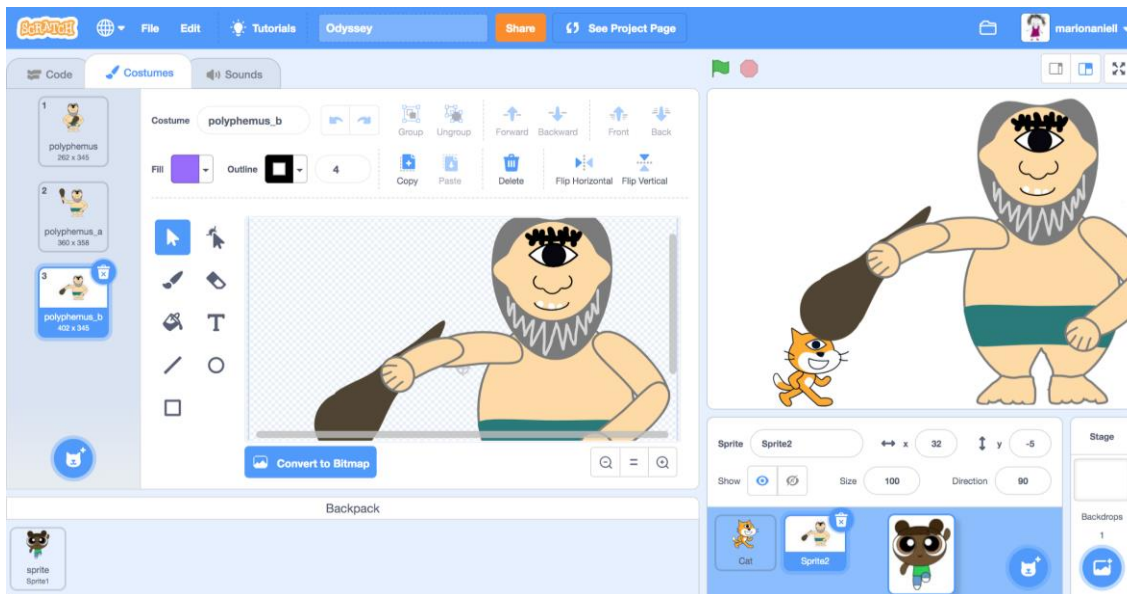 SCRATCH File Edit Tutorials Odyssey Share See Project Page marionaniell
Code Costumes Sounds
1
polyphemus
262 x 345
2
polyphemus_a
360 x 358
3
polyphemus_b
402 x 345
Costume polyphemus_b Group Ungroup Forward Backward Front Back
Fill Outline 4 Copy Paste Delete Flip Horizontal Flip Vertical
T
Convert to Bitmap
=
Backpack
sprite
Sprite1
Sprite Sprite2 x 32 y -5
Show Size 100 Direction 90
Cat Sprite2
Stage
Backdrops
1